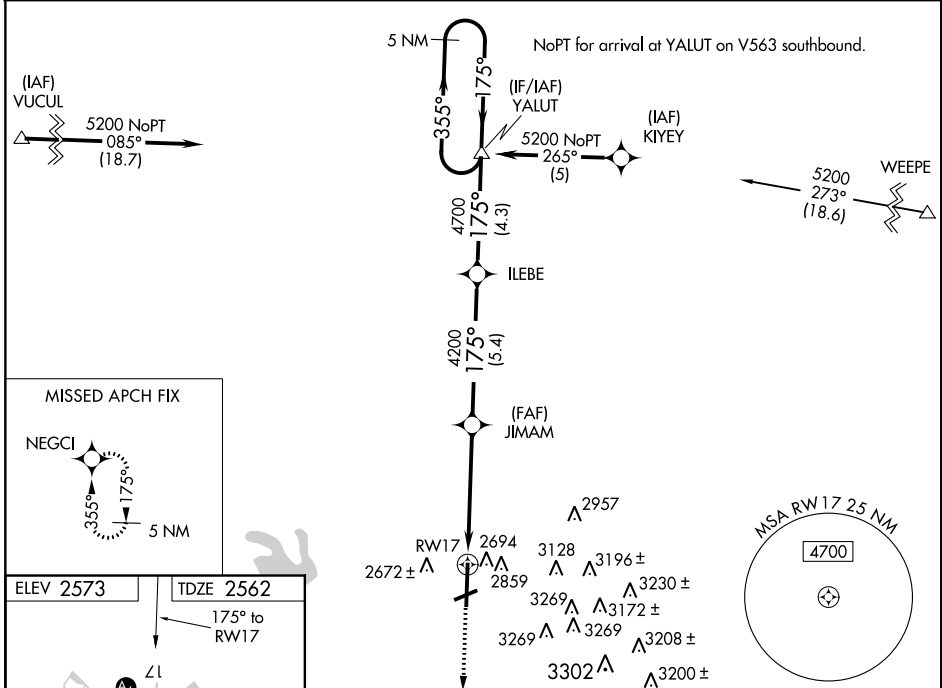 5 NM
NoPT for arrival at YALUT on V563 southbound.
175°
355°
(IAF)
VUCUL
5200 NoPT
085°
(18.7)
(IF/IAF)
YALUT
5200 NoPT
265°
(5)
(IAF)
KIYEY
WEEPE
5200
273°
(18.6)
4700
175°
(4.3)
ILEBE
4200
175°
(5.4)
(FAF)
JIMAM
MISSED APCH FIX
NEGCI
355°
175°
5 NM
2957
RW17
2694
2672 ±
2859
3128
3196 ±
3230 ±
3269
3172 ±
3269
3269
3208 ±
3302
3200 ±
MSA RW17 25 NM
4700
ELEV 2573
TDZE 2562
175° to
RW17
17